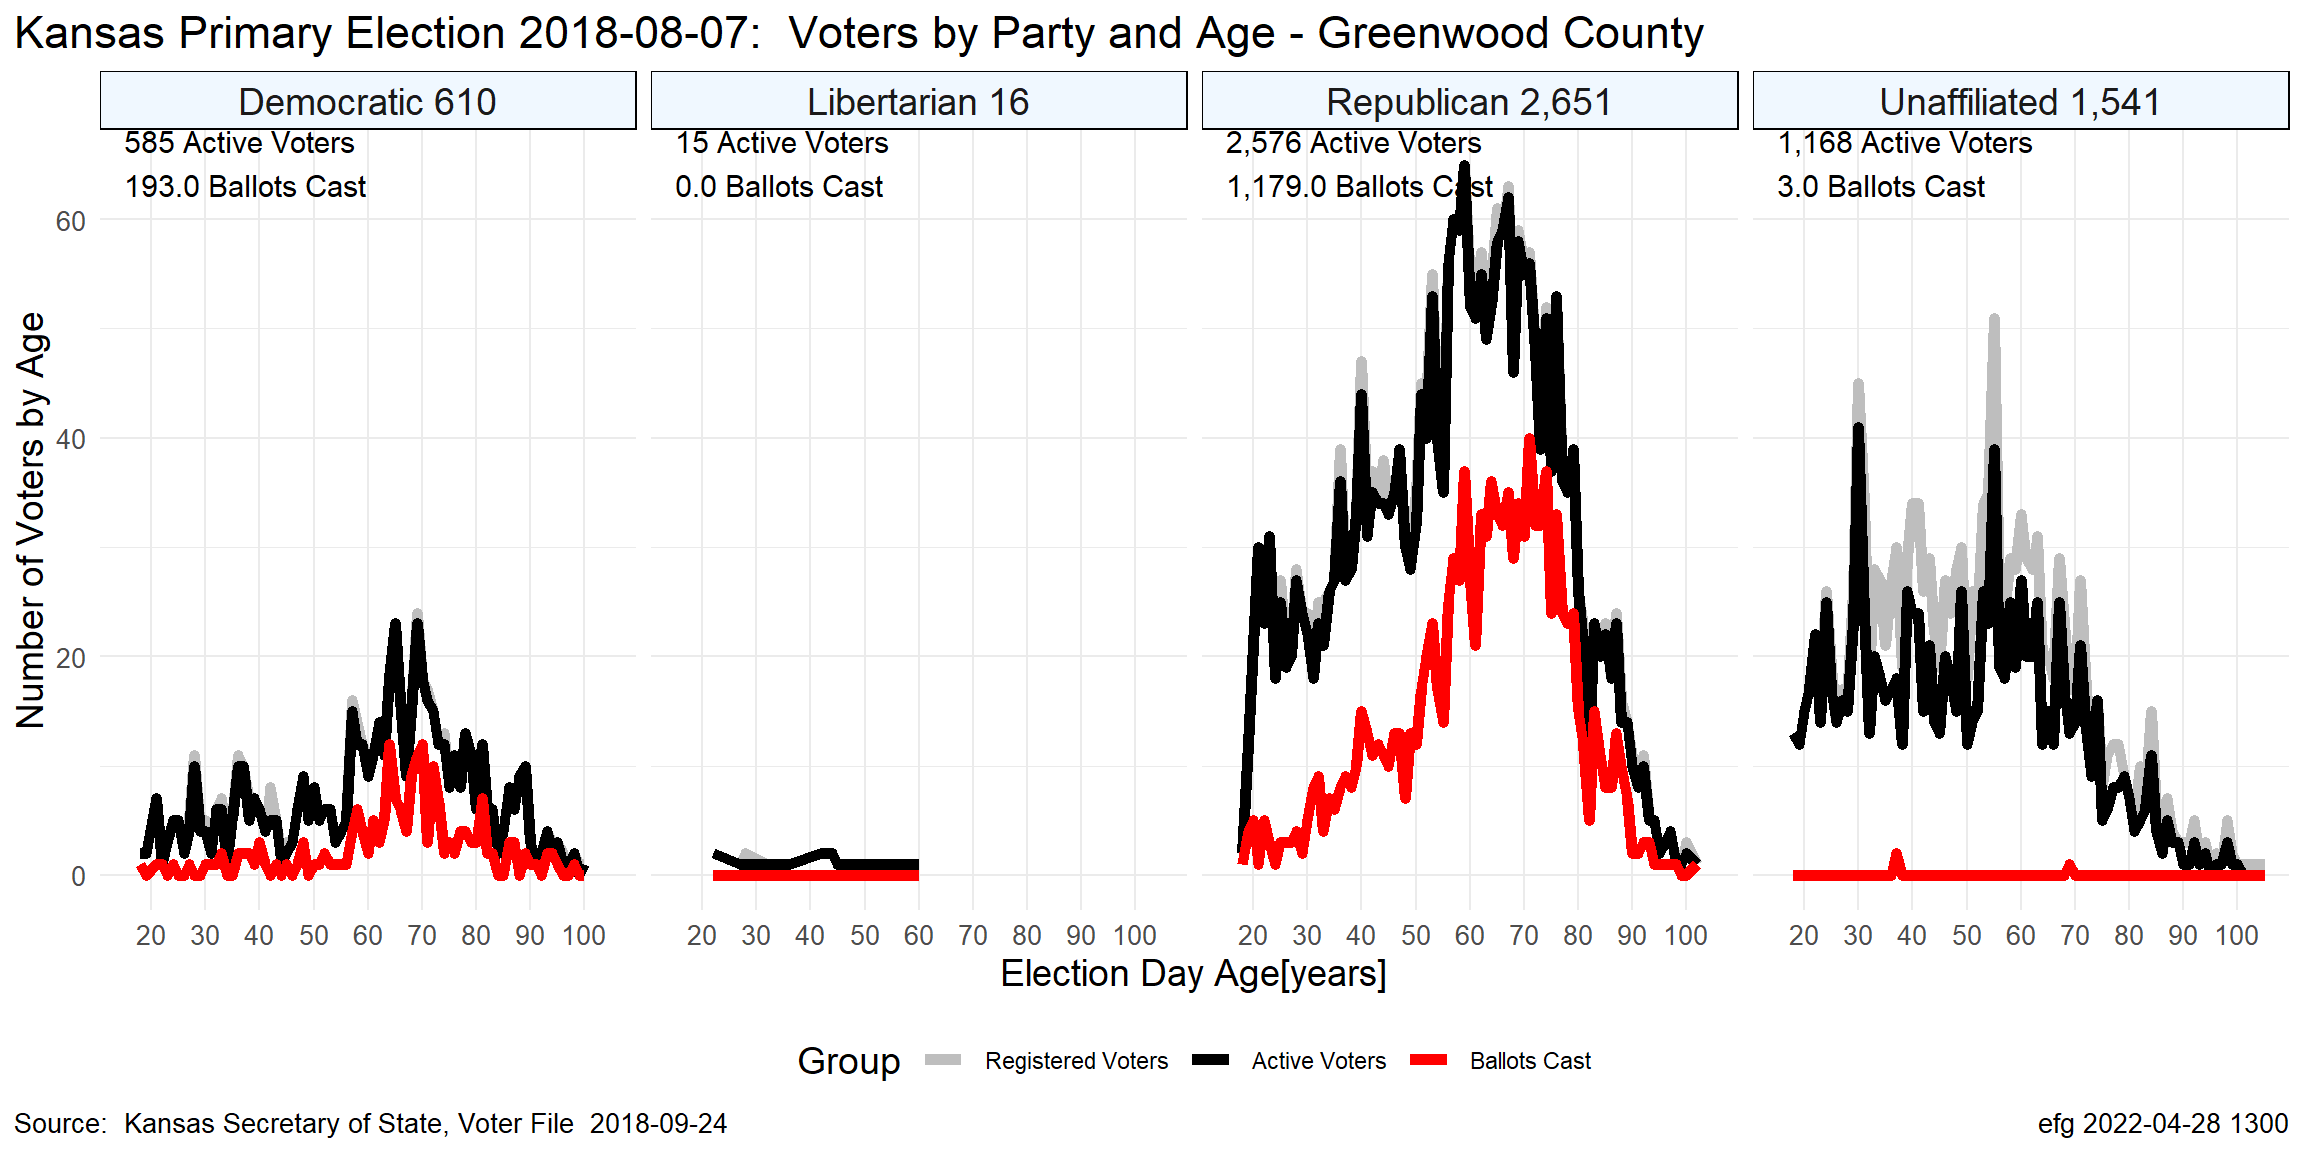 Kansas Primary Election 2018-08-07:  Voters by Party and Age - Greenwood County
Democratic 610
Libertarian 16
Republican 2,651
Unaffiliated 1,541
585 Active Voters
193.0 Ballots Cast
15 Active Voters
0.0 Ballots Cast
2,576 Active Voters
1,179.0 Ballots Cast
1,168 Active Voters
3.0 Ballots Cast
Number of Voters by Age
60
40
20
0
20 30 40 50 60 70 80 90 100
20 30 40 50 60 70 80 90 100
20 30 40 50 60 70 80 90 100
20 30 40 50 60 70 80 90 100
Election Day Age[years]
Group Registered Voters Active Voters Ballots Cast
Source:  Kansas Secretary of State, Voter File  2018-09-24
efg 2022-04-28 1300